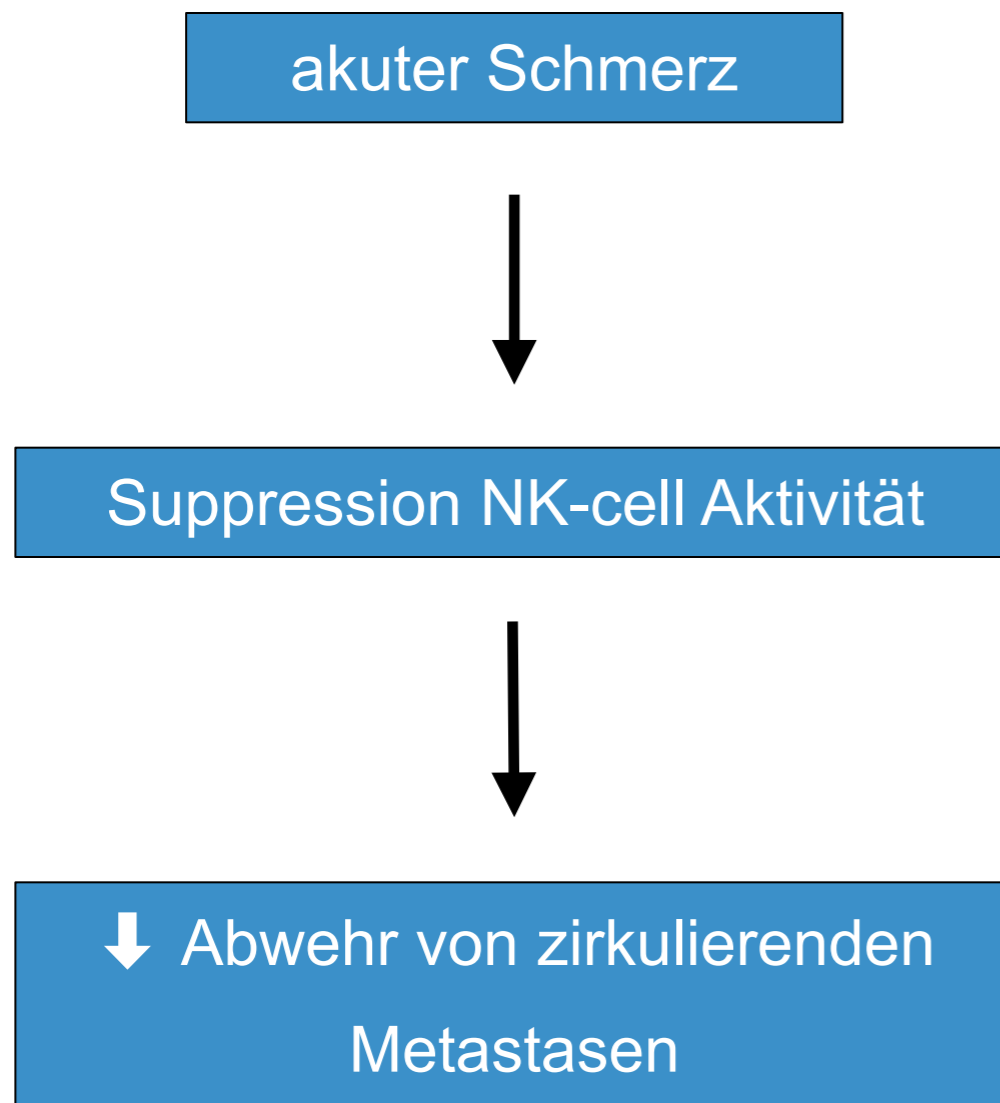 akuter Schmerz
Suppression NK-cell Aktivität
⬇ Abwehr von zirkulierenden
Metastasen